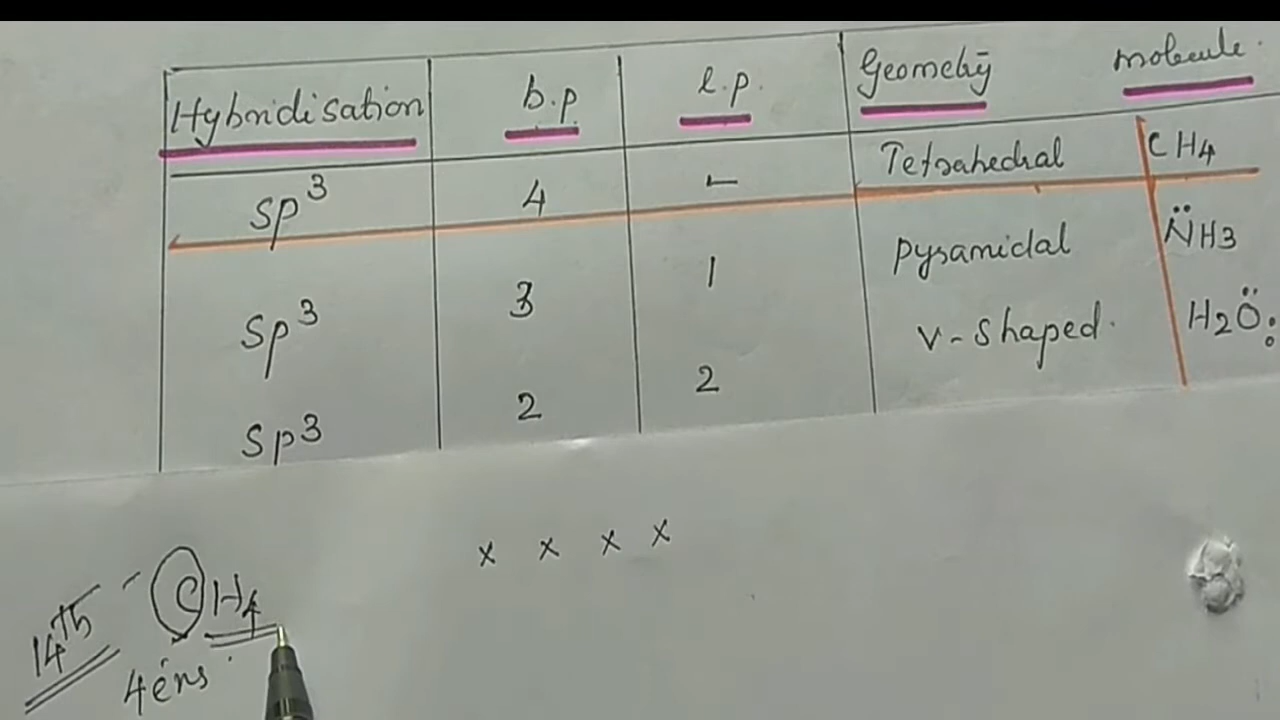 Hybridisation b.p l.p. Geometry molecule.
Sp³ 4 – Tetrahedral CH4
Sp³ 3 1 Pyramidal N̈H3
Sp³ 2 2 V-Shaped. H2Ö:
x x x x
14th CH4
4éns